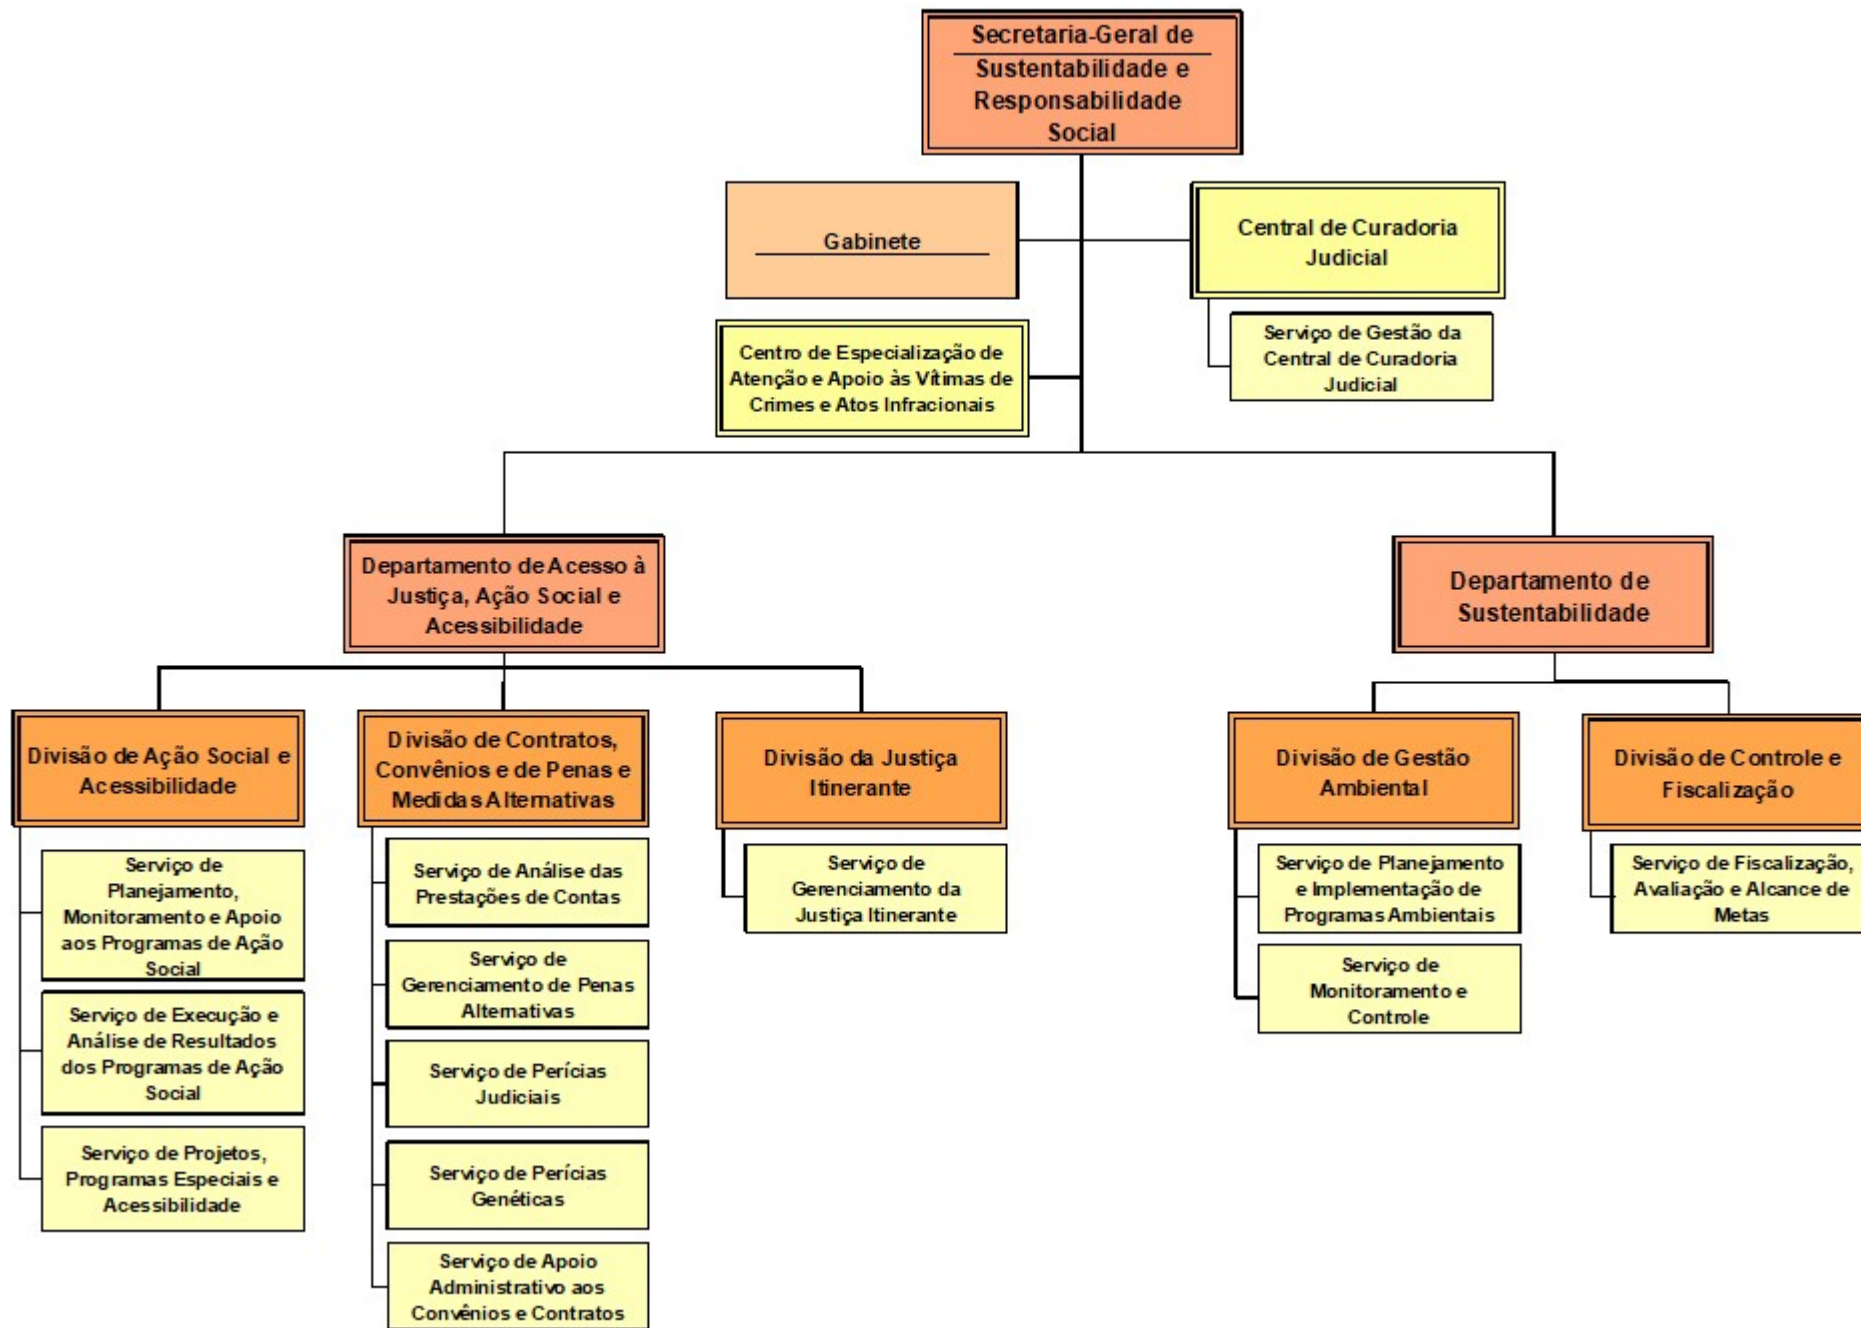 Secretaria-Geral de
Sustentabilidade e
Responsabilidade
Social
Gabinete
Central de Curadoria
Judicial
Centro de Especialização de
Atenção e Apoio às Vítimas de
Crimes e Atos Infracionais
Serviço de Gestão da
Central de Curadoria
Judicial
Departamento de Acesso à
Justiça, Ação Social e
Acessibilidade
Departamento de
Sustentabilidade
Divisão de Ação Social e
Acessibilidade
Divisão de Contratos,
Convênios e de Penas e
Medidas Alternativas
Divisão da Justiça
Itinerante
Divisão de Gestão
Ambiental
Divisão de Controle e
Fiscalização
Serviço de
Planejamento,
Monitoramento e Apoio
aos Programas de Ação
Social
Serviço de Execução e
Análise de Resultados
dos Programas de Ação
Social
Serviço de Projetos,
Programas Especiais e
Acessibilidade
Serviço de Análise das
Prestações de Contas
Serviço de
Gerenciamento de Penas
Alternativas
Serviço de Perícias
Judiciais
Serviço de Perícias
Genéticas
Serviço de Apoio
Administrativo aos
Convênios e Contratos
Serviço de
Gerenciamento da
Justiça Itinerante
Serviço de Planejamento
e Implementação de
Programas Ambientais
Serviço de
Monitoramento e
Controle
Serviço de Fiscalização,
Avaliação e Alcance de
Metas